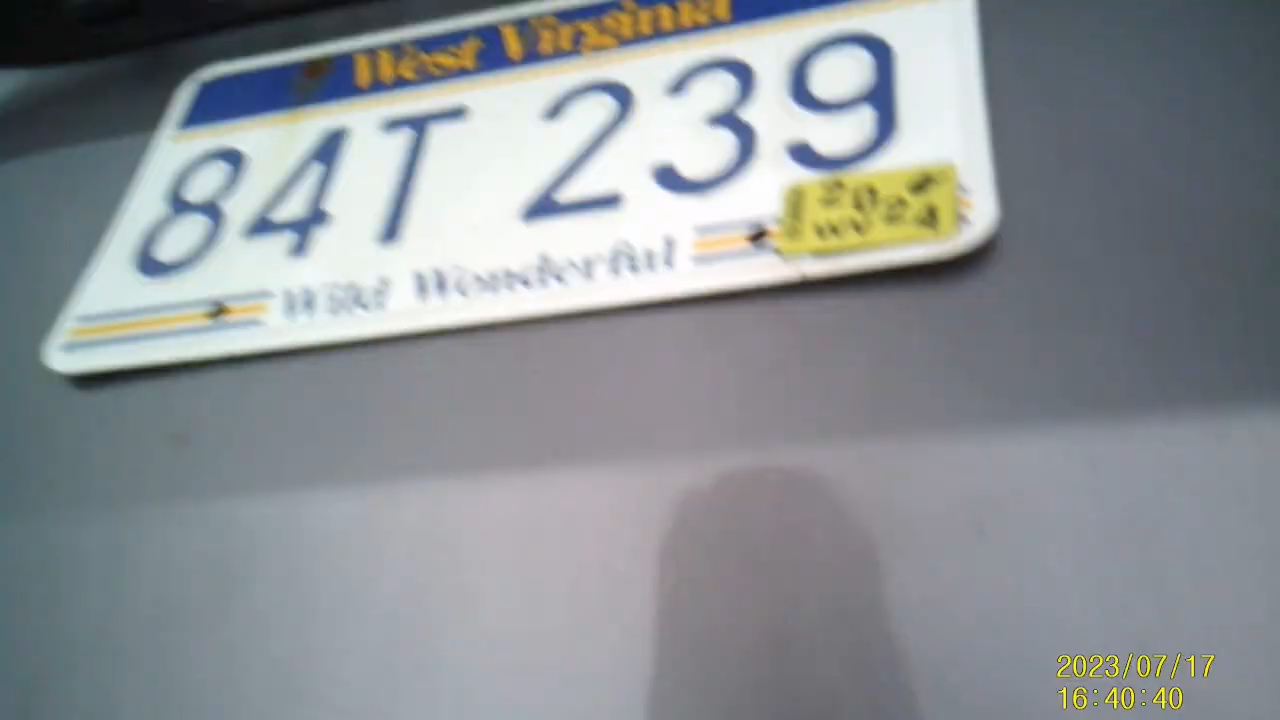 West Virginia
84T 239
Wild Wonderful
2024
WV
2023/07/17
16:40:40